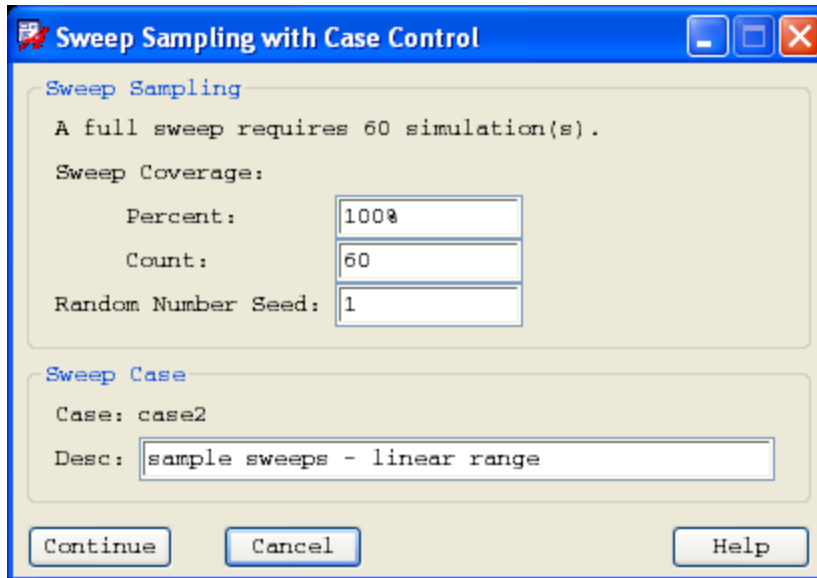 Sweep Sampling with Case Control
Sweep Sampling
A full sweep requires 60 simulation(s).
Sweep Coverage:
Percent: 100%
Count: 60
Random Number Seed: 1
Sweep Case
Case: case2
Desc: sample sweeps - linear range
Continue Cancel Help